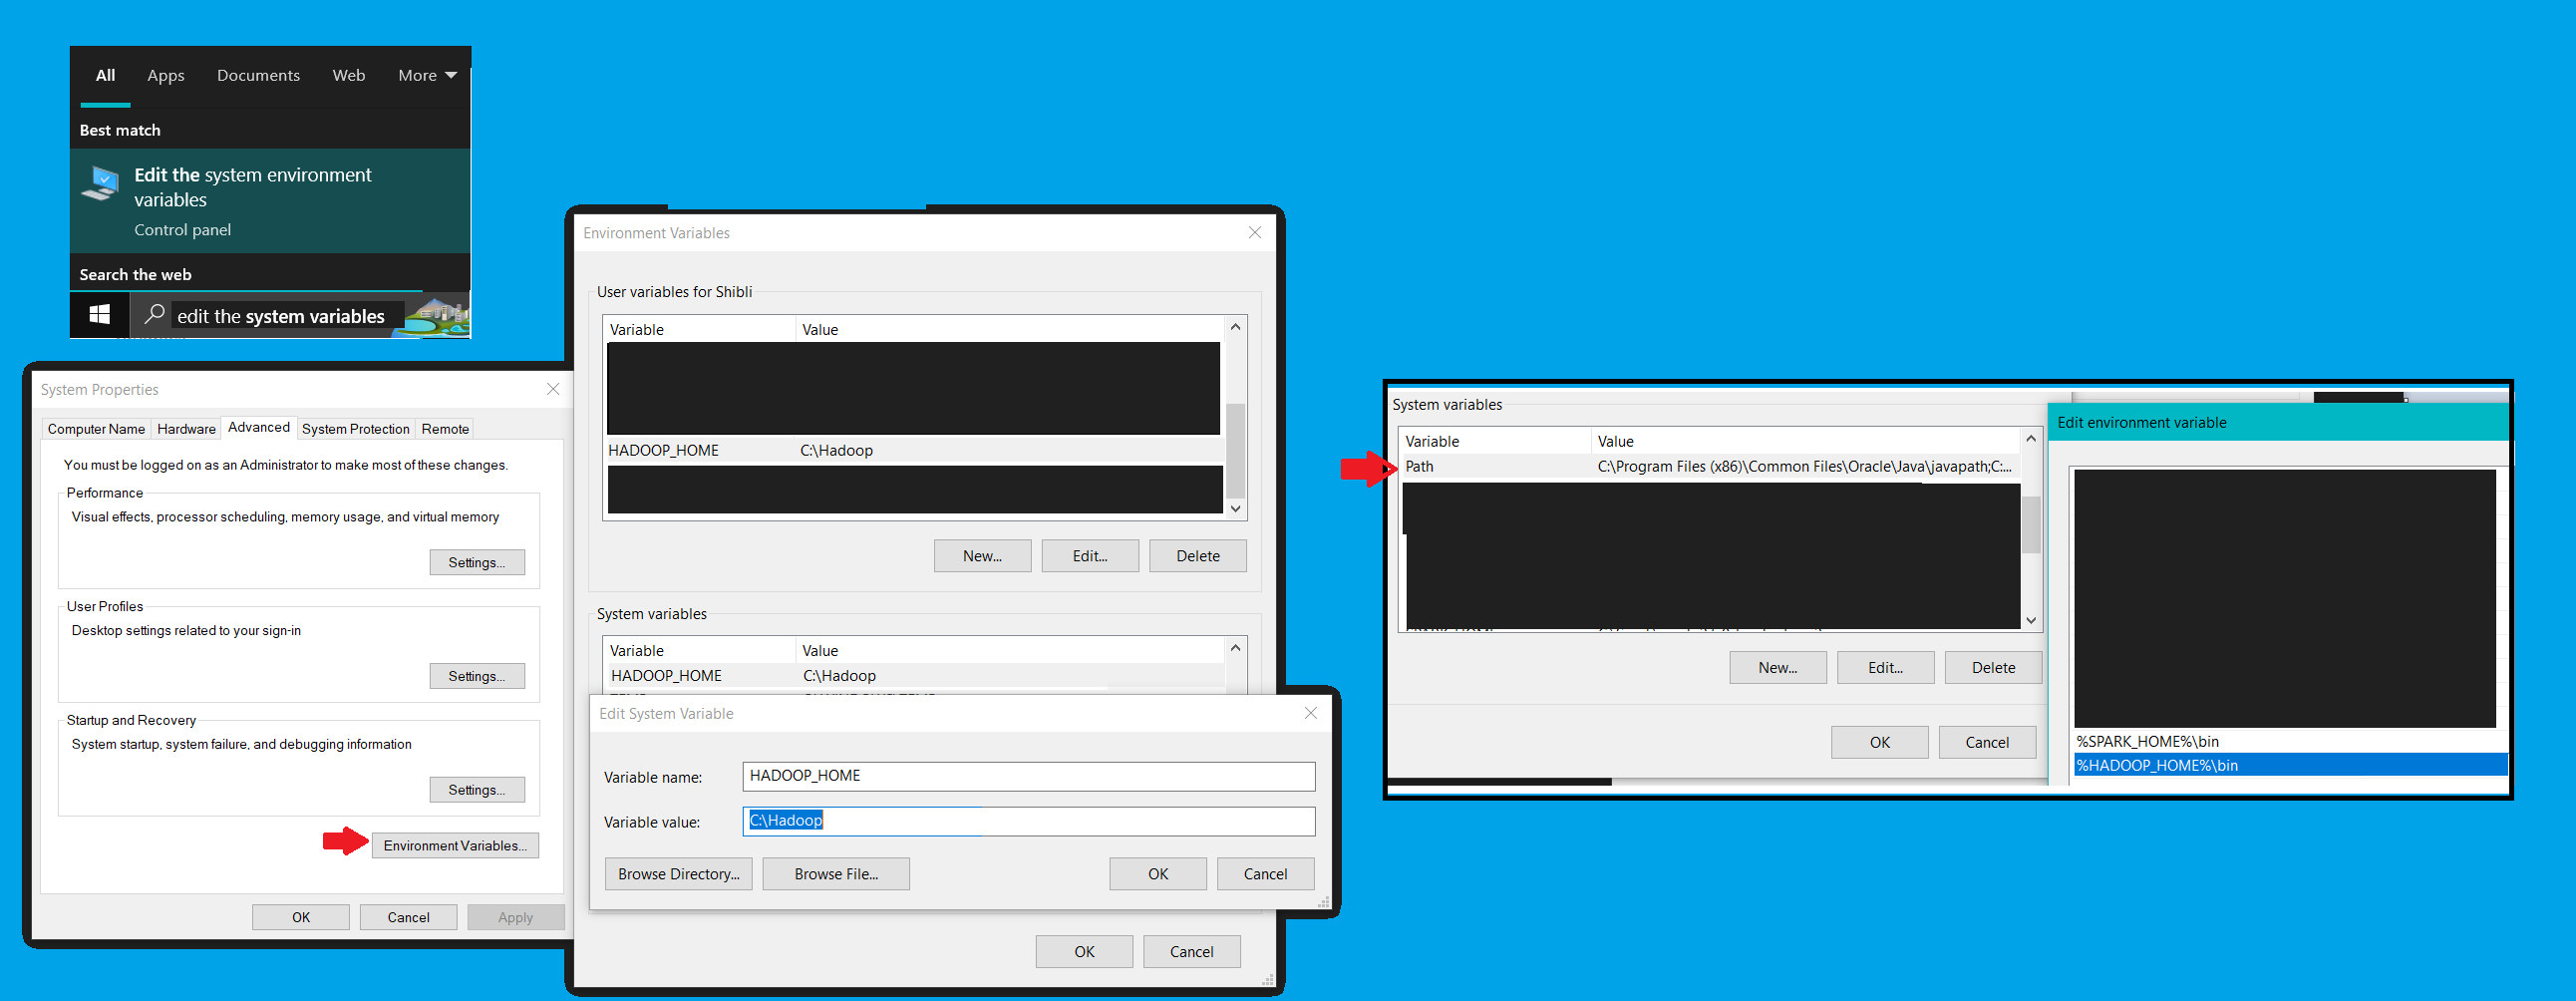 All Apps Documents Web More
Best match
Edit the system environment
variables
Control panel
Search the web
edit the system variables
System Properties
Computer Name Hardware Advanced System Protection Remote
You must be logged on as an Administrator to make most of these changes.
Performance
Visual effects, processor scheduling, memory usage, and virtual memory
Settings...
User Profiles
Desktop settings related to your sign-in
Settings...
Startup and Recovery
System startup, system failure, and debugging information
Settings...
Environment Variables...
OK Cancel Apply
Environment Variables
User variables for Shibli
Variable Value
HADOOP_HOME C:\Hadoop
New... Edit... Delete
System variables
Variable Value
HADOOP_HOME C:\Hadoop
Edit System Variable
Variable name: HADOOP_HOME
Variable value: C:\Hadoop
Browse Directory... Browse File... OK Cancel
OK Cancel
System variables
Variable Value
Path C:\Program Files (x86)\Common Files\Oracle\Java\javapath;C:...
New... Edit... Delete
OK Cancel
Edit environment variable
%SPARK_HOME%\bin
%HADOOP_HOME%\bin